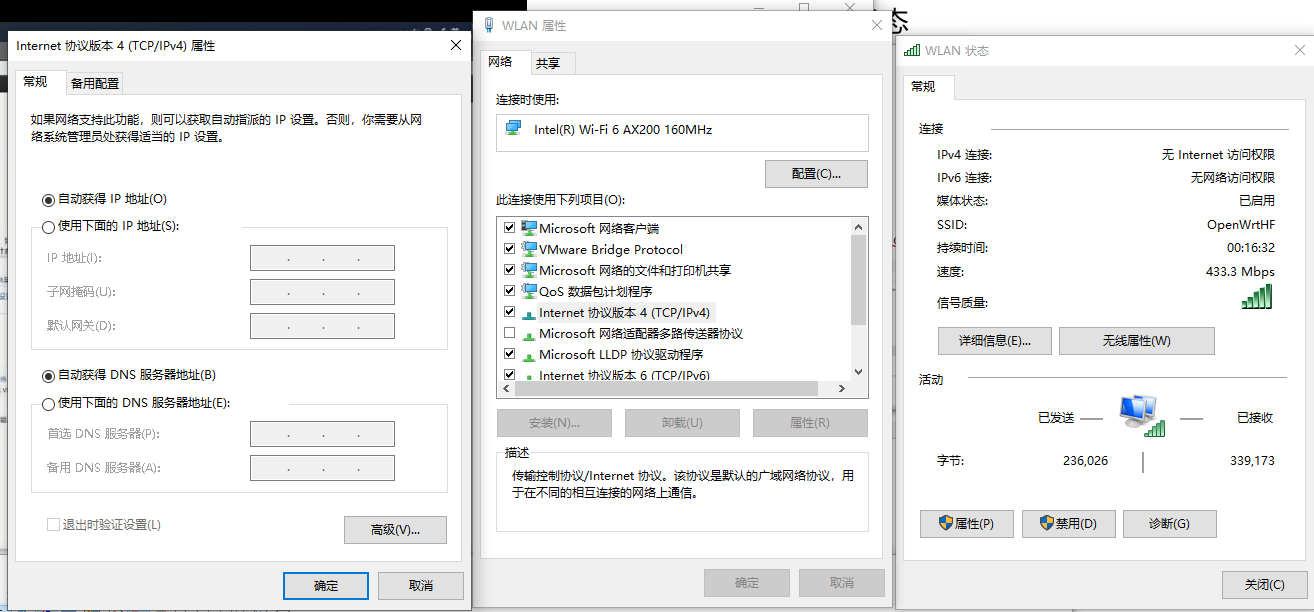 Internet 协议版本 4 (TCP/IPv4) 属性
常规
备用配置
如果网络支持此功能，则可以获取自动指派的 IP 设置。否则，你需要从网
络系统管理员处获得适当的 IP 设置。
自动获得 IP 地址(O)
使用下面的 IP 地址(S):
IP 地址(I):
子网掩码(U):
默认网关(D):
自动获得 DNS 服务器地址(B)
使用下面的 DNS 服务器地址(E):
首选 DNS 服务器(P):
备用 DNS 服务器(A):
退出时验证设置(L)
高级(V)...
确定
取消
WLAN 属性
网络
共享
连接时使用:
Intel(R) Wi-Fi 6 AX200 160MHz
配置(C)...
此连接使用下列项目(O):
Microsoft 网络客户端
VMware Bridge Protocol
Microsoft 网络的文件和打印机共享
QoS 数据包计划程序
Internet 协议版本 4 (TCP/IPv4)
Microsoft 网络适配器多路传送器协议
Microsoft LLDP 协议驱动程序
Internet 协议版本 6 (TCP/IPv6)
安装(N)...
卸载(U)
属性(R)
描述
传输控制协议/Internet 协议。该协议是默认的广域网络协议，用
于在不同的相互连接的网络上通信。
确定
取消
态
WLAN 状态
常规
连接
IPv4 连接:
无 Internet 访问权限
IPv6 连接:
无网络访问权限
媒体状态:
已启用
SSID:
OpenWrtHF
持续时间:
00:16:32
速度:
433.3 Mbps
信号质量:
详细信息(E)...
无线属性(W)
活动
已发送
已接收
字节:
236,026
339,173
属性(P)
禁用(D)
诊断(G)
关闭(C)